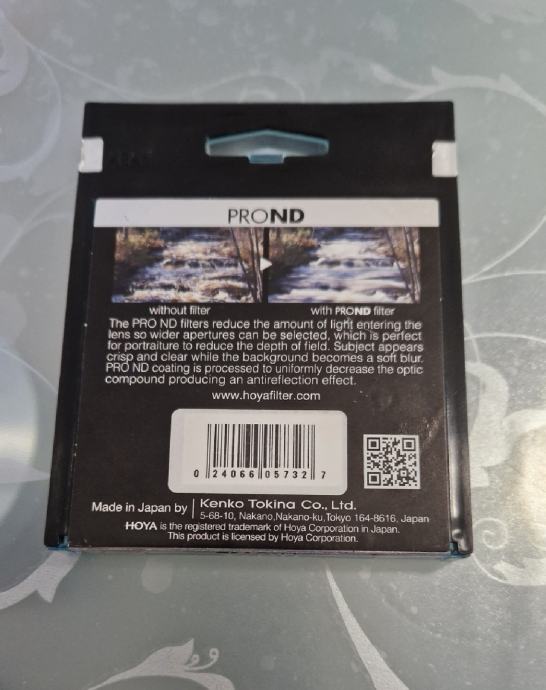 PROND
without filter
with PROND filter
The PRO ND filters reduce the amount of light entering the
lens so wider apertures can be selected, which is perfect
for portraiture to reduce the depth of field. Subject appears
crisp and clear while the background becomes a soft blur.
PRO ND coating is processed to uniformly decrease the optic
compound producing an antireflection effect.
www.hoyafilter.com
0 24066 05732 7
Made in Japan by | Kenko Tokina Co., Ltd.
5-68-10, Nakano,Nakano-ku,Tokyo 164-8616, Japan
HOYA is the registered trademark of Hoya Corporation in Japan.
This product is licensed by Hoya Corporation.